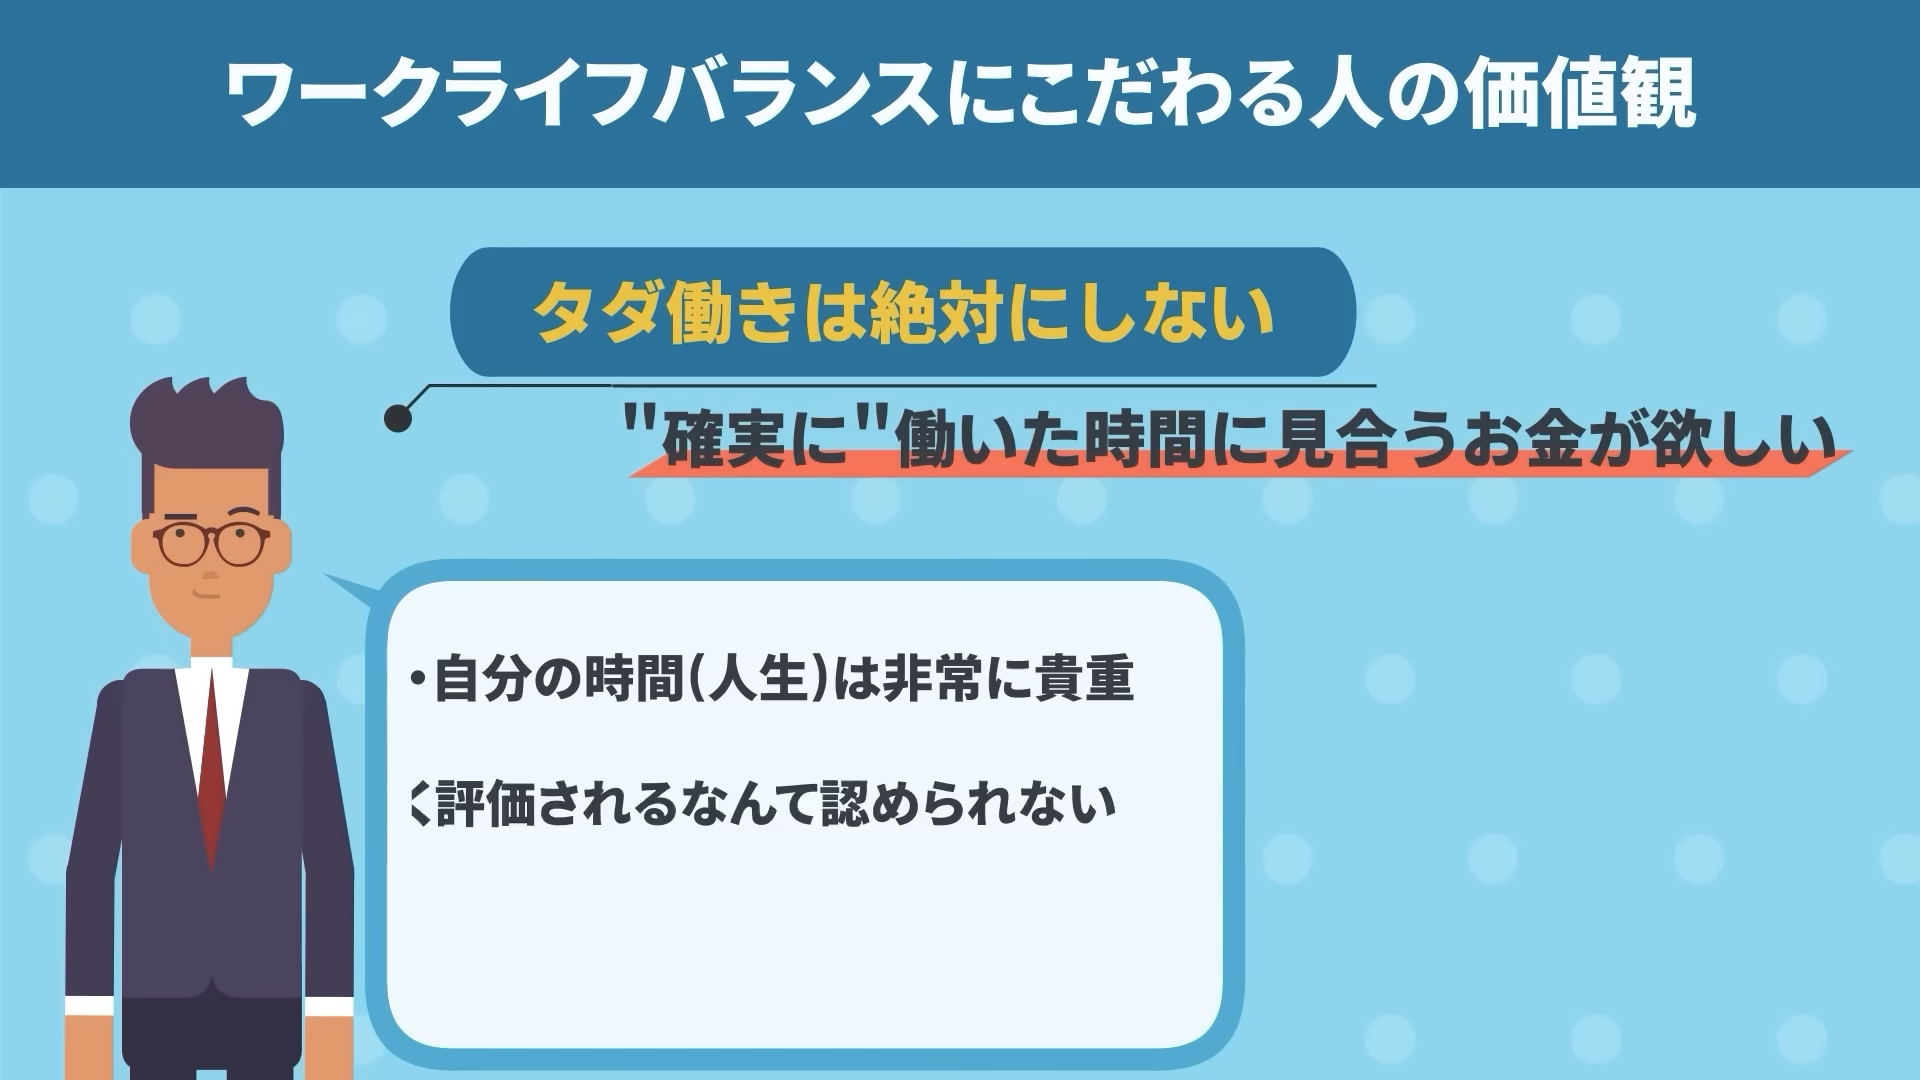 ワークライフバランスにこだわる人の価値観
タダ働きは絶対にしない
"確実に"働いた時間に見合うお金が欲しい
・自分の時間(人生)は非常に貴重
く評価されるなんて認められない